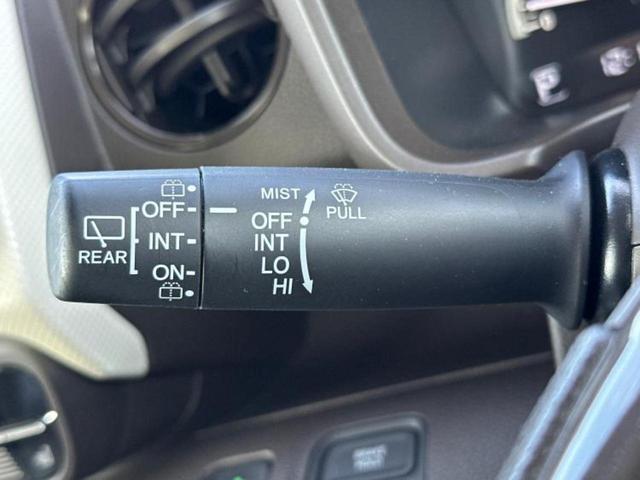 OFF
INT
ON
REAR
MIST
OFF
INT
LO
HI
PULL